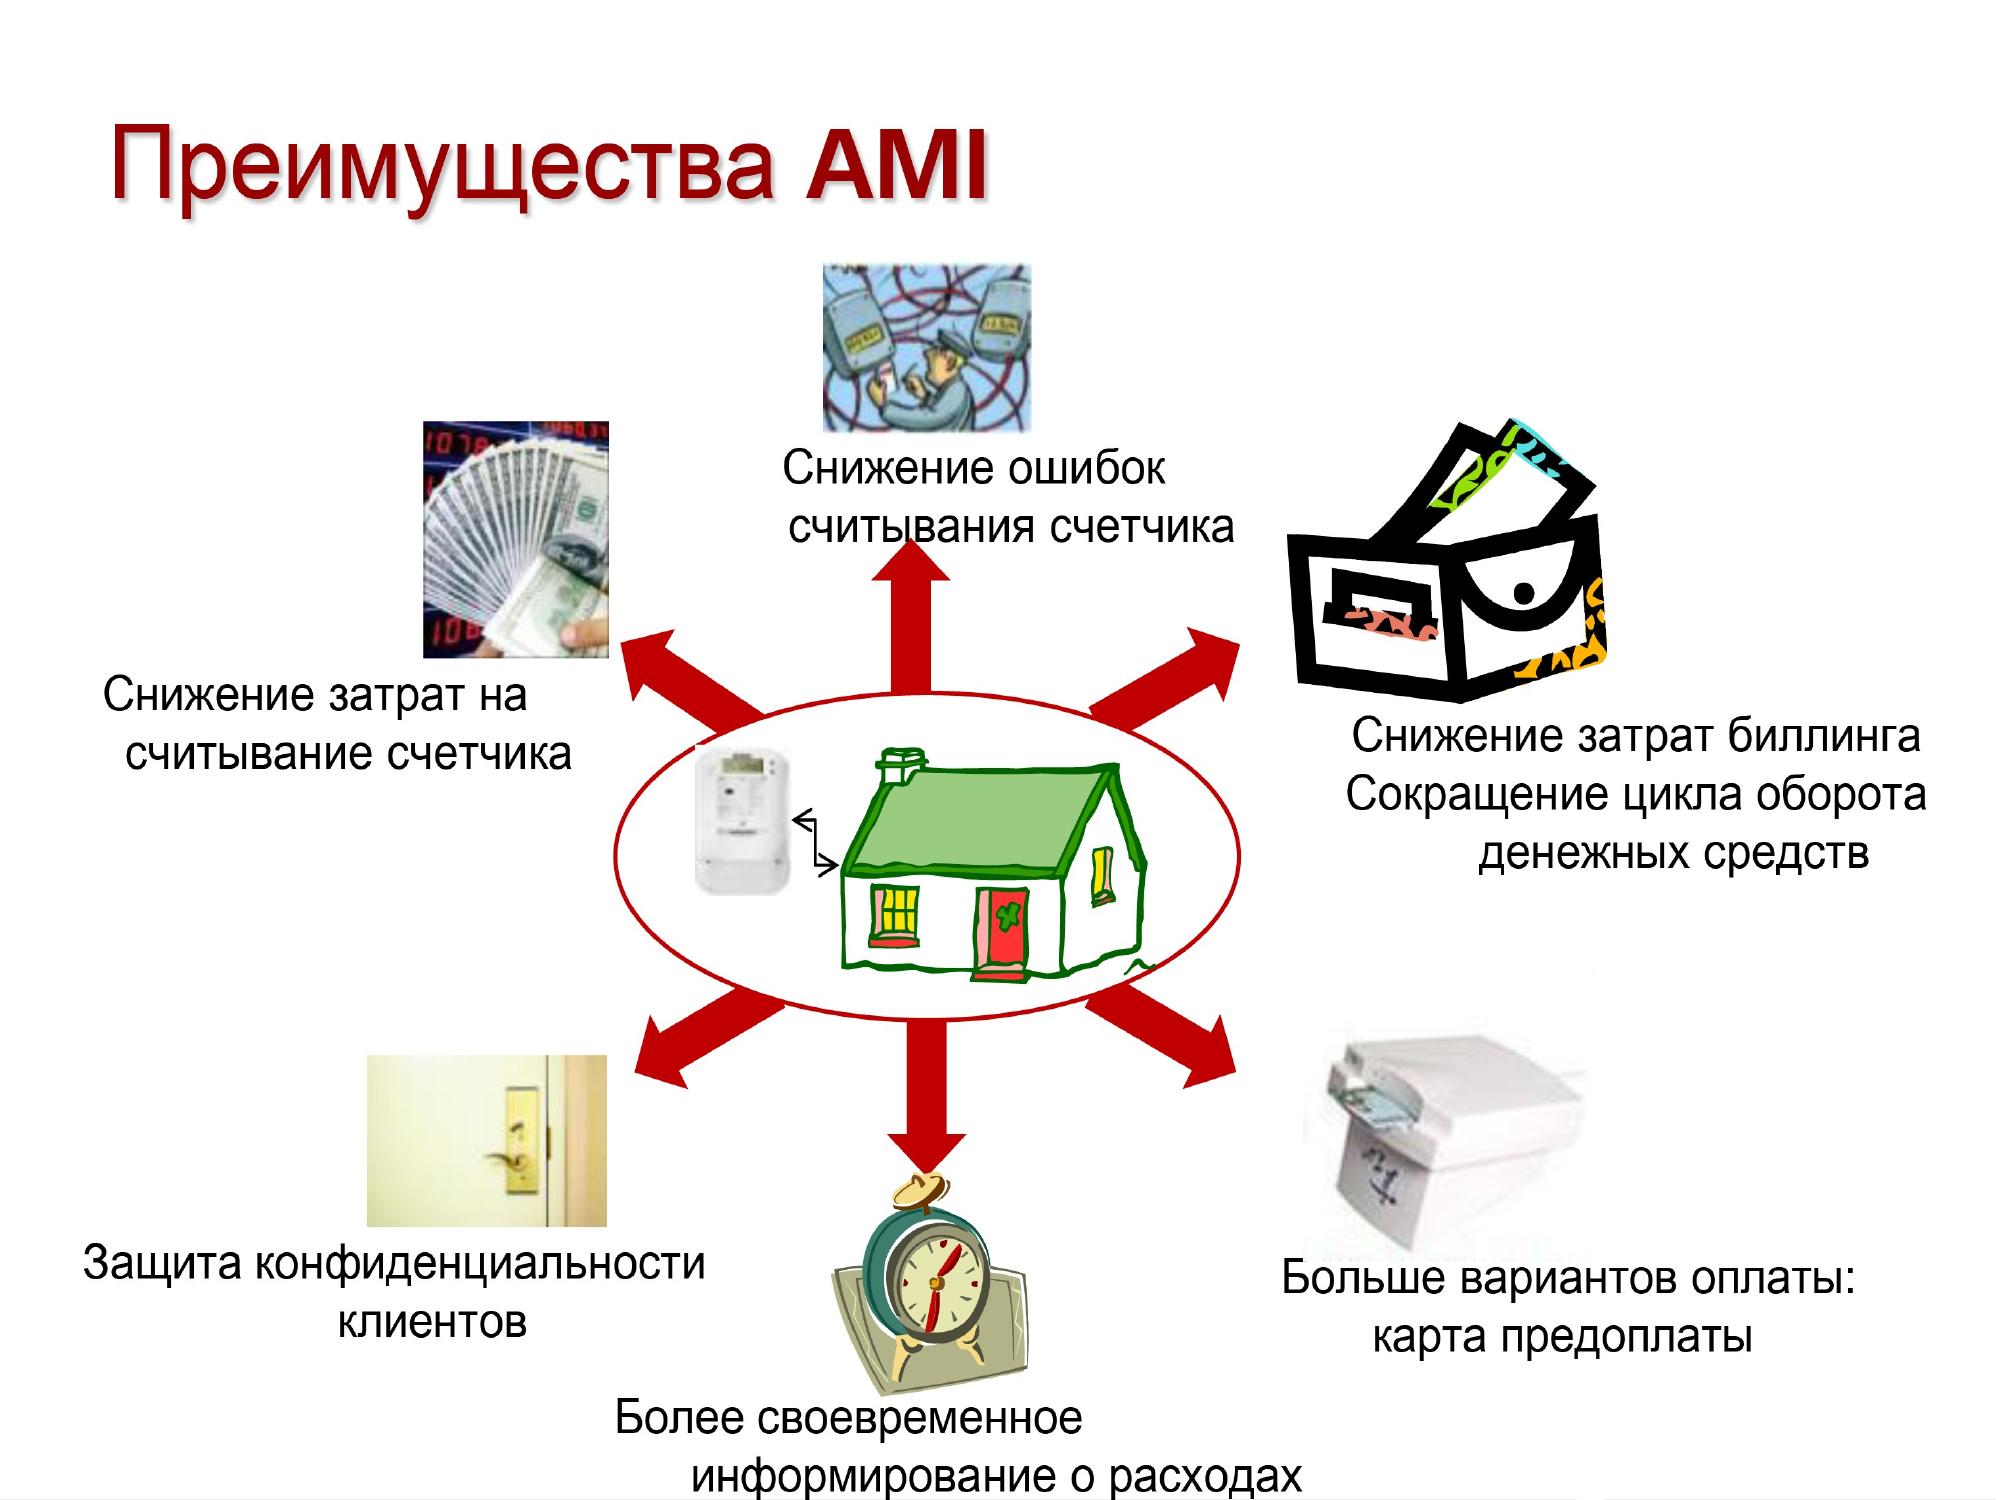 Преимущества AMI
Снижение ошибок
считывания счетчика
Снижение затрат на
считывание счетчика
Снижение затрат биллинга
Сокращение цикла оборота
денежных средств
Защита конфиденциальности
клиентов
Больше вариантов оплаты:
карта предоплаты
Более своевременное
информирование о расходах